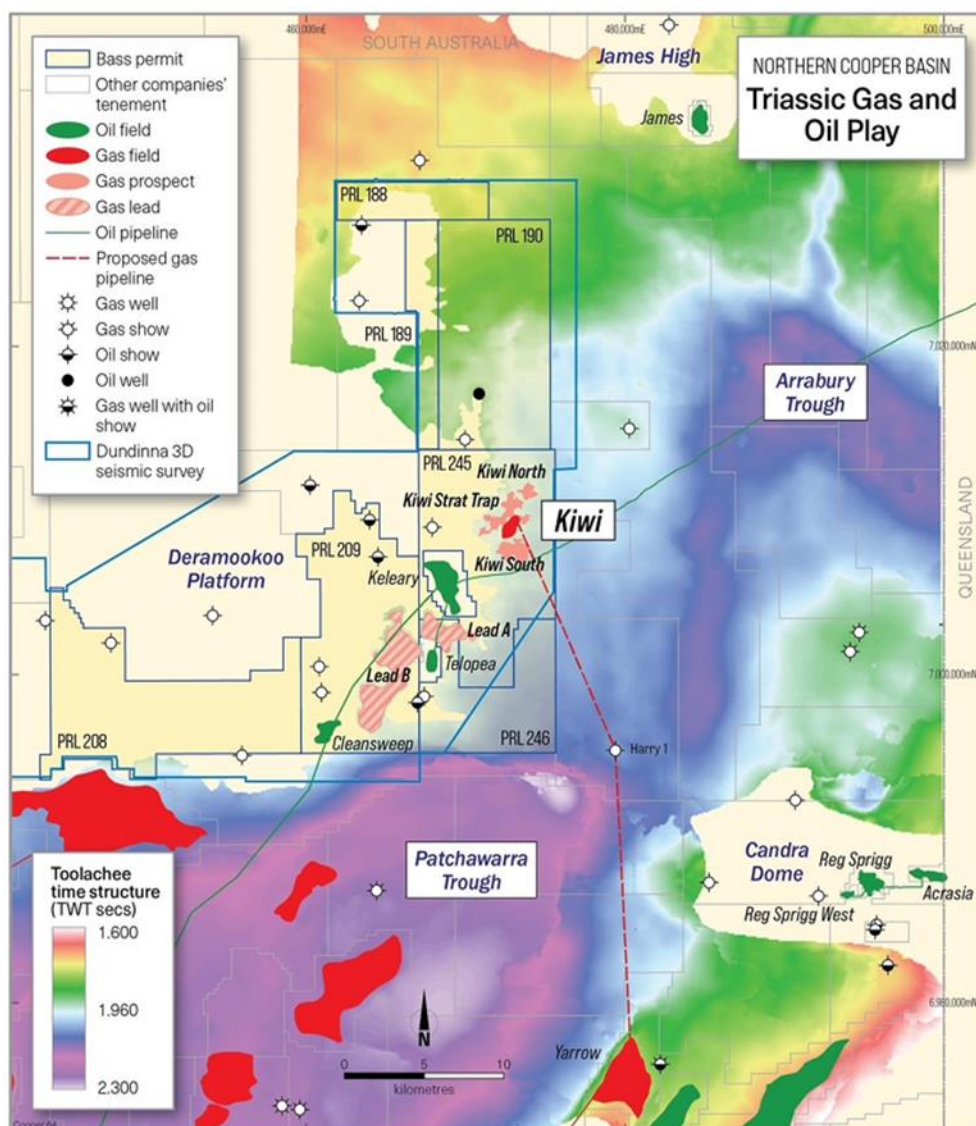 NORTHERN COOPER BASIN
Triassic Gas and
Oil Play
Bass permit
Other companies'
tenement
Oil field
Gas field
Gas prospect
Gas lead
Oil pipeline
Proposed gas
pipeline
Gas well
Gas show
Oil show
Oil well
Gas well with oil
show
Dundinna 3D
seismic survey
460,000mE
480,000mE
500,000mE
SOUTH AUSTRALIA
James High
James
PRL 188
PRL 190
PRL 189
7,020,000mN
Arrabury
Trough
PRL 245
Kiwi North
Kiwi Strat Trap
Kiwi
Kiwi South
QUEENSLAND
Deramookoo
Platform
PRL 209
Keleary
Lead A
Telopea
Lead B
7,000,000mN
Cleansweep
PRL 208
PRL 246
Harry 1
Patchawarra
Trough
Candra
Dome
Reg Sprigg
Acrasia
Reg Sprigg West
Toolachee
time structure
(TWT secs)
1.600
1.960
2.300
6,980,000mN
N
0 5 10
kilometres
Yarrow